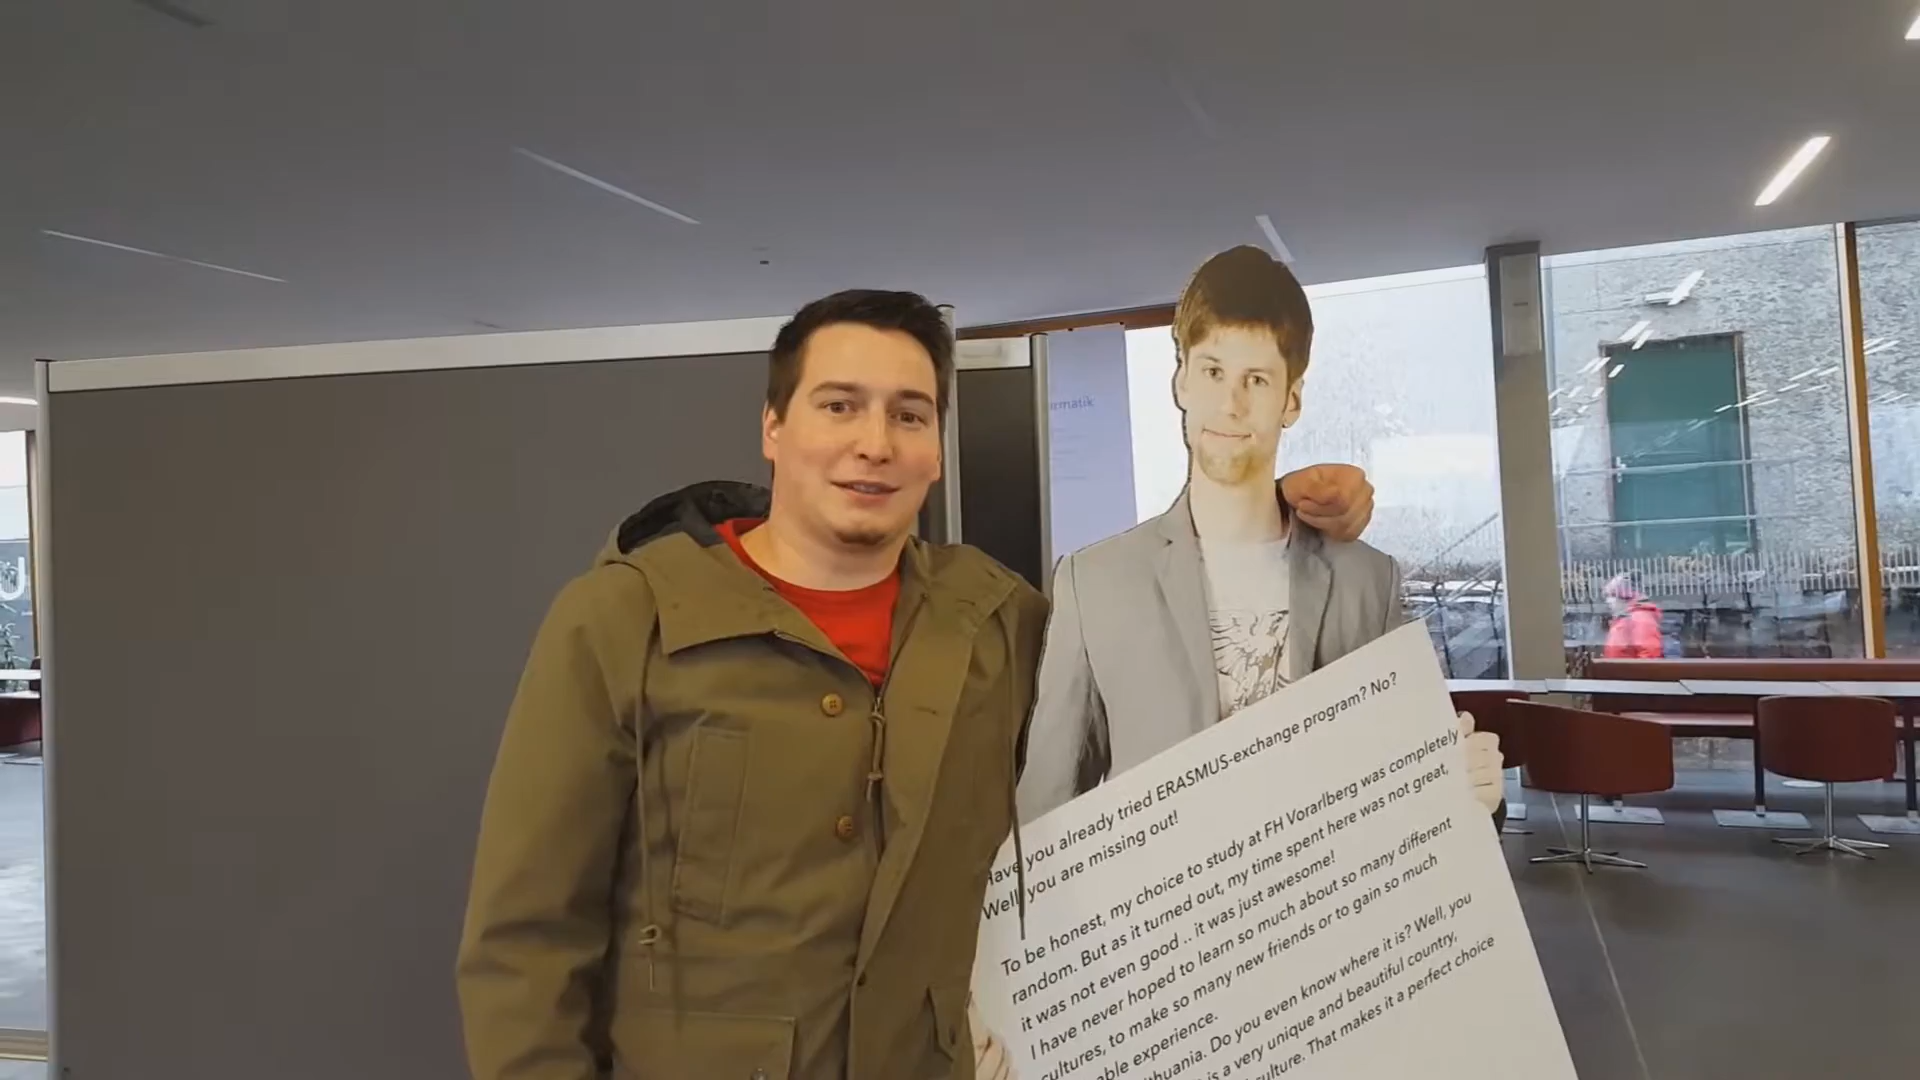 Have you already tried ERASMUS-exchange program? No?
Well, you are missing out!
To be honest, my choice to study at FH Vorarlberg was completely
random. But as it turned out, my time spent here was not great,
it was not even good .. it was just awesome!
I have never hoped to learn so much about so many different
cultures, to make so many new friends or to gain so much
able experience.
thuania. Do you even know where it is? Well, you
is a very unique and beautiful country,
culture. That makes it a perfect choice
rmatik